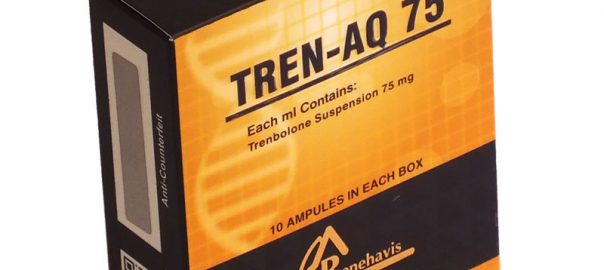 TREN-AQ 75
Each ml Contains:
Trenbolone Suspension 75 mg
10 AMPULES IN EACH BOX
Anti-Counterfeit